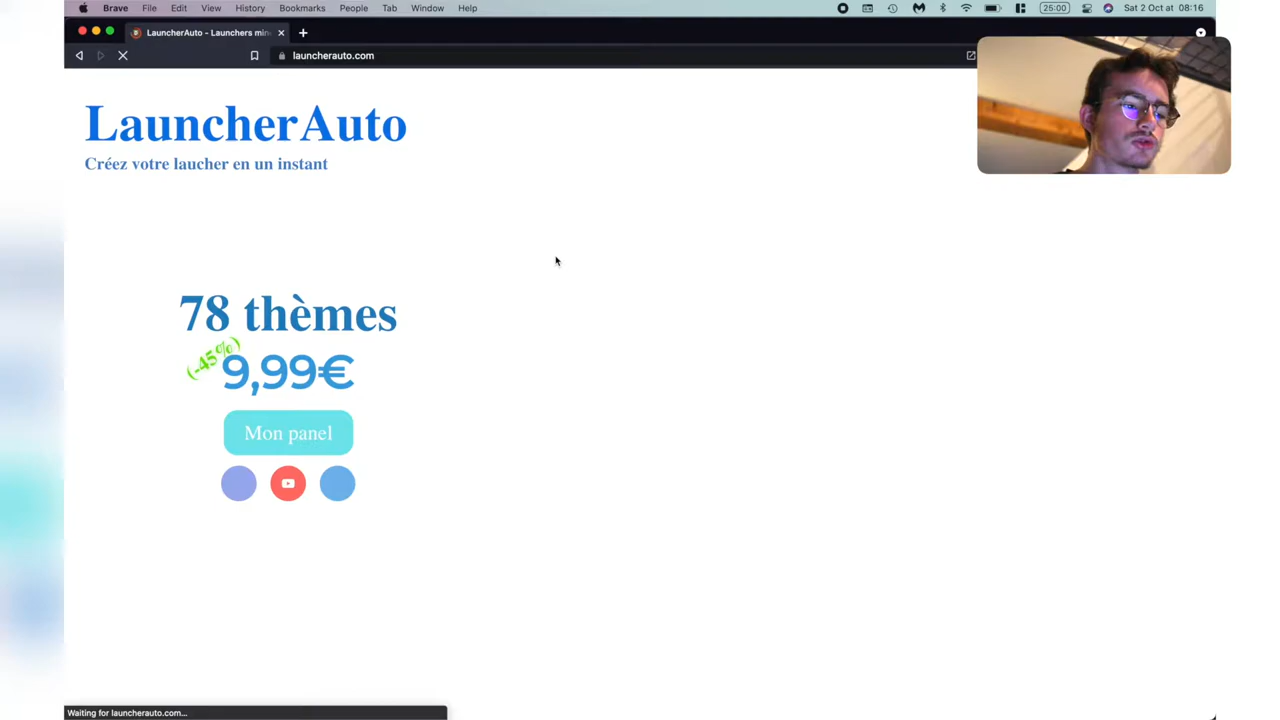 Brave File Edit View History Bookmarks People Tab Window Help 25:00 Sat 2 Oct at 08:16
LauncherAuto - Launchers min
launcherauto.com
LauncherAuto
Créez votre laucher en un instant
78 thèmes
(-45%)
9,99€
Mon panel
Waiting for launcherauto.com...